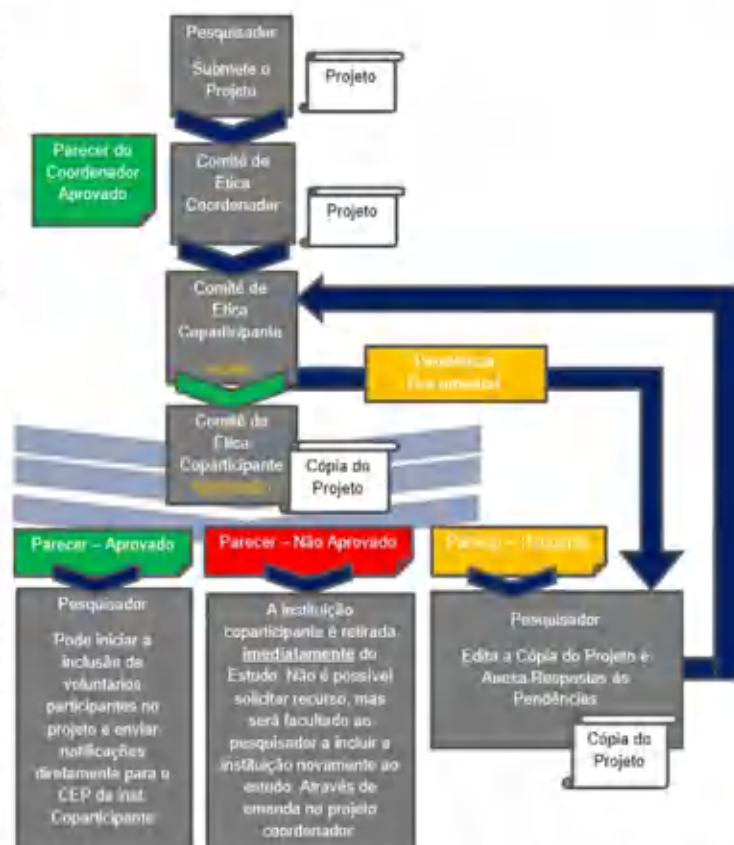 Pesquisador
Submete o
Projeto
Projeto
Parecer do
Coordenador
Aprovado
Comitê de
Ética
Coordenador
Projeto
Comitê de
Ética
Coparticipante
Pendência
Comitê de
Ética
Coparticipante
Cópia do
Projeto
Parecer – Aprovado
Parecer – Não Aprovado
Parecer –
Pesquisador
Pode iniciar a
inclusão de
voluntários
participantes no
projeto e enviar
notificações
diretamente para o
CEP da inst.
Coparticipante
A instituição
coparticipante é retirada
imediatamente do
Estudo. Não é possível
solicitar recurso, mas
será facultado ao
pesquisador a incluir a
instituição novamente ao
estudo. Através de
emenda no projeto
coordenador
Pesquisador
Edita a Cópia do Projeto e
Anexa Respostas às
Pendências
Cópia do
Projeto